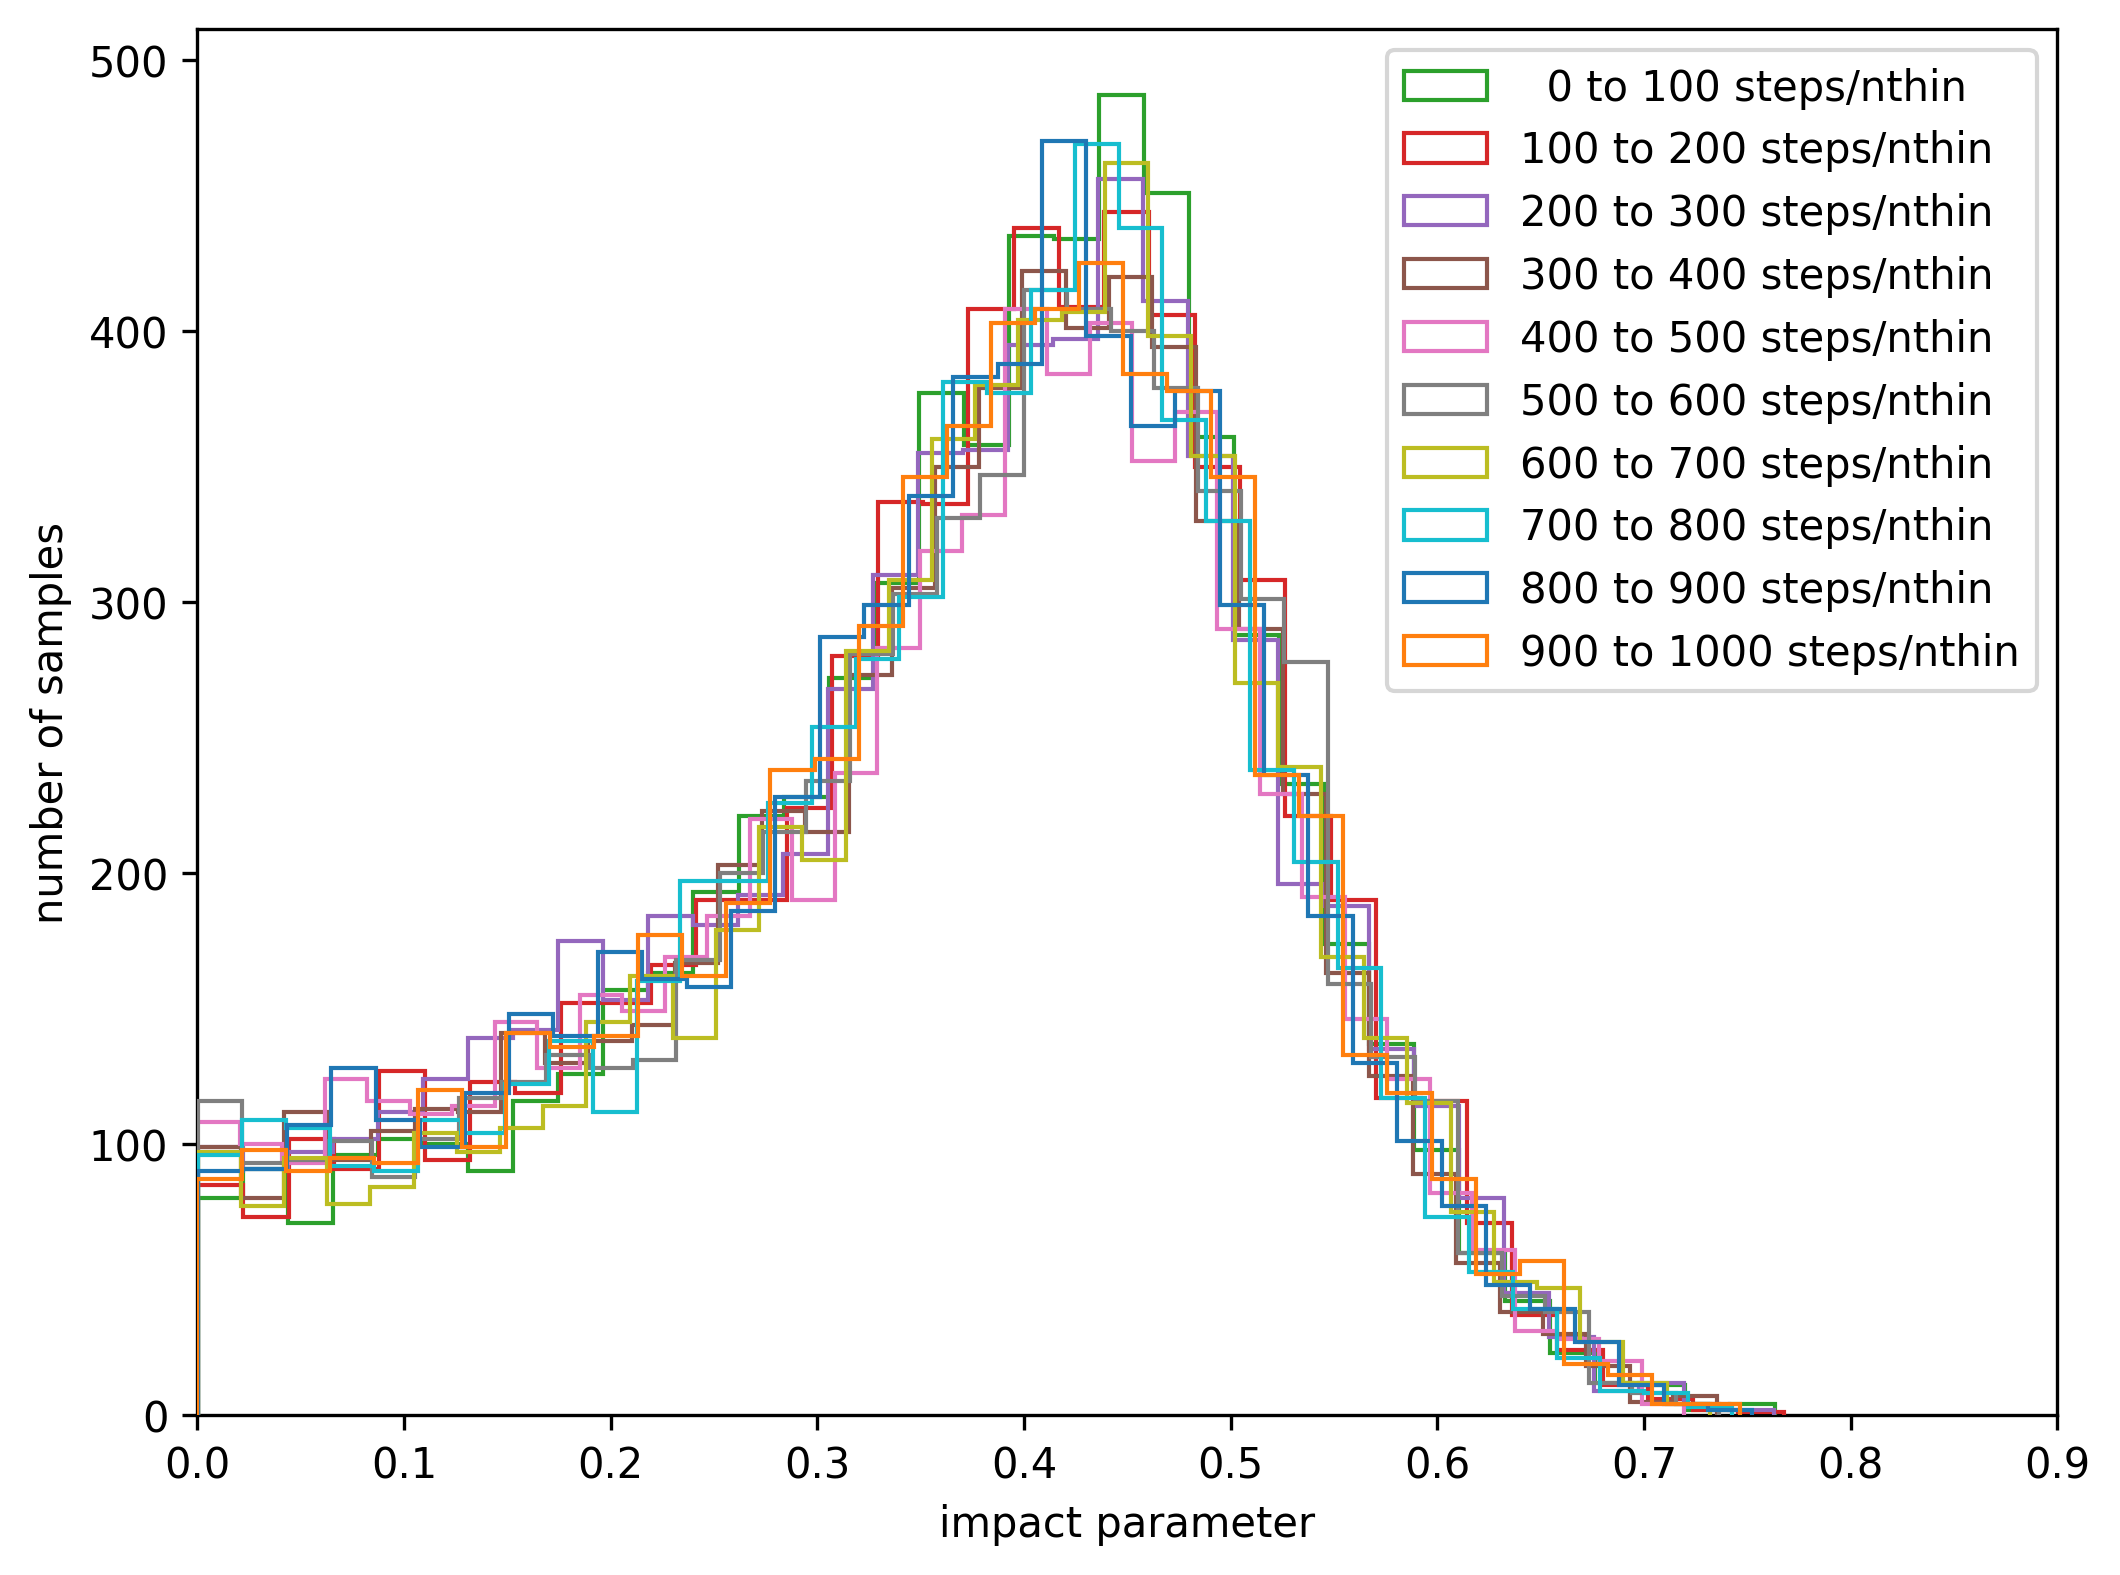 500
400
300
200
100
0
number of samples
0.0 0.1 0.2 0.3 0.4 0.5 0.6 0.7 0.8 0.9
impact parameter
0 to 100 steps/nthin
100 to 200 steps/nthin
200 to 300 steps/nthin
300 to 400 steps/nthin
400 to 500 steps/nthin
500 to 600 steps/nthin
600 to 700 steps/nthin
700 to 800 steps/nthin
800 to 900 steps/nthin
900 to 1000 steps/nthin